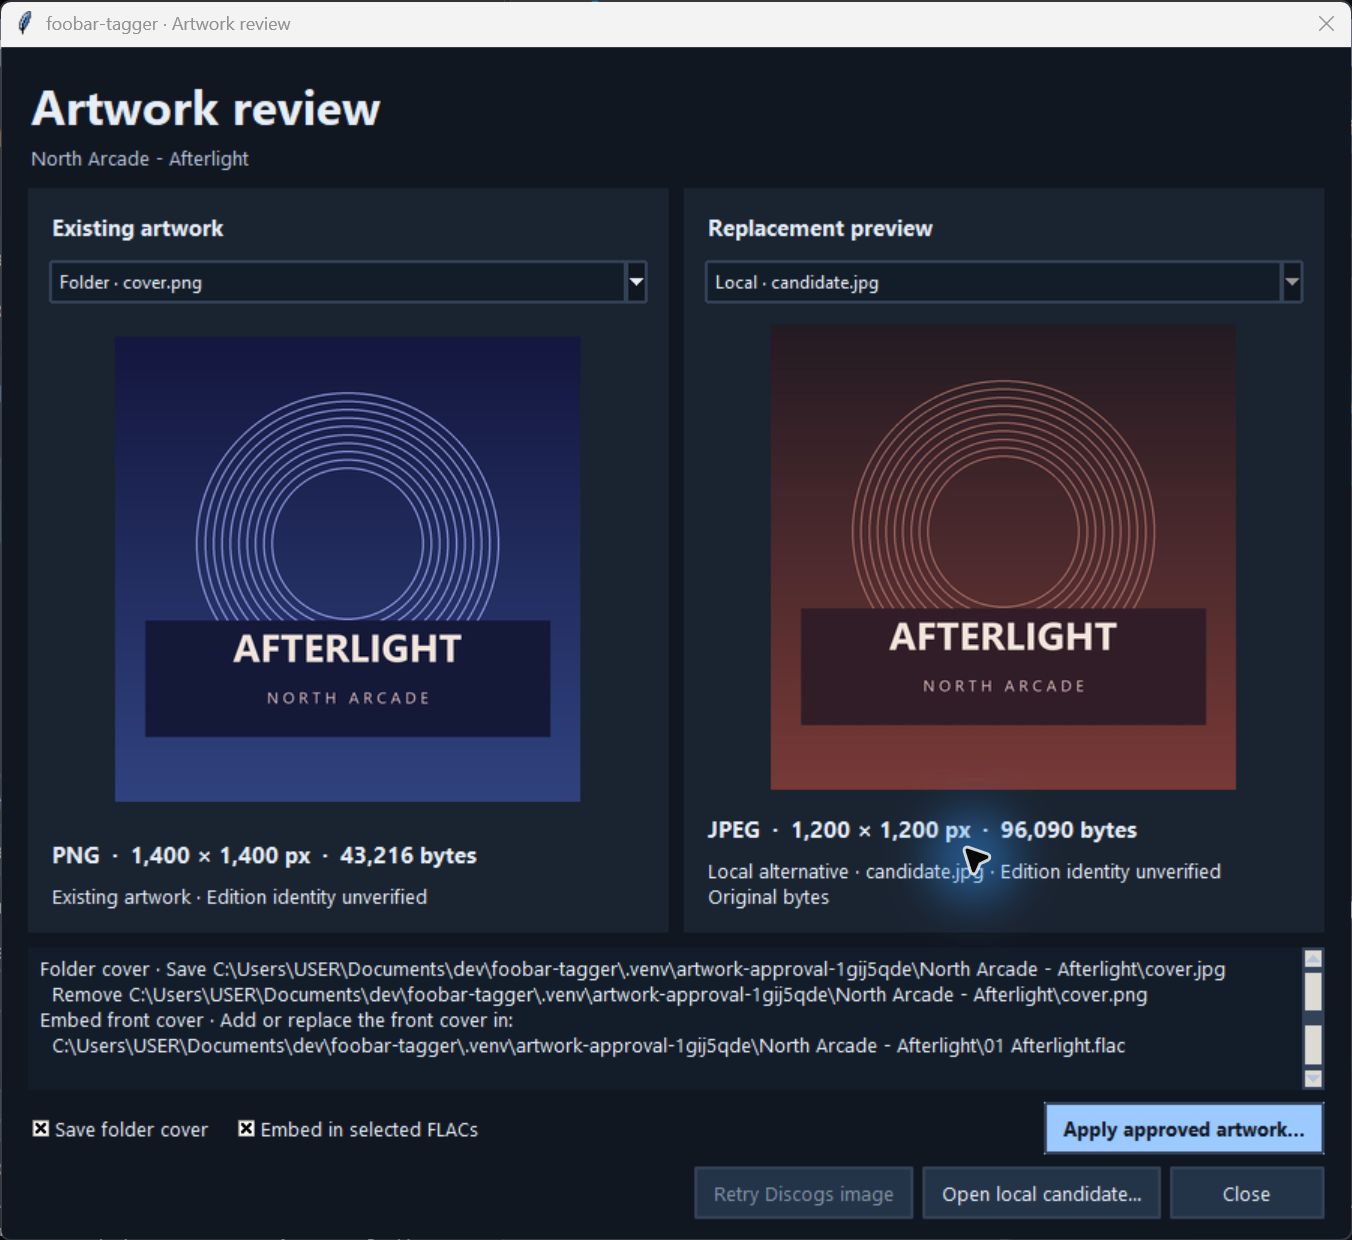 foobar-tagger · Artwork review
Artwork review
North Arcade - Afterlight
Existing artwork
Folder · cover.png
AFTERLIGHT
NORTH ARCADE
PNG · 1,400 × 1,400 px · 43,216 bytes
Existing artwork · Edition identity unverified
Replacement preview
Local · candidate.jpg
AFTERLIGHT
NORTH ARCADE
JPEG · 1,200 × 1,200 px · 96,090 bytes
Local alternative · candidate.jpg · Edition identity unverified
Original bytes
Folder cover · Save C:\Users\USER\Documents\dev\foobar-tagger\.venv\artwork-approval-1gij5qde\North Arcade - Afterlight\cover.jpg
Remove C:\Users\USER\Documents\dev\foobar-tagger\.venv\artwork-approval-1gij5qde\North Arcade - Afterlight\cover.png
Embed front cover · Add or replace the front cover in:
C:\Users\USER\Documents\dev\foobar-tagger\.venv\artwork-approval-1gij5qde\North Arcade - Afterlight\01 Afterlight.flac
Save folder cover
Embed in selected FLACs
Apply approved artwork...
Retry Discogs image
Open local candidate...
Close